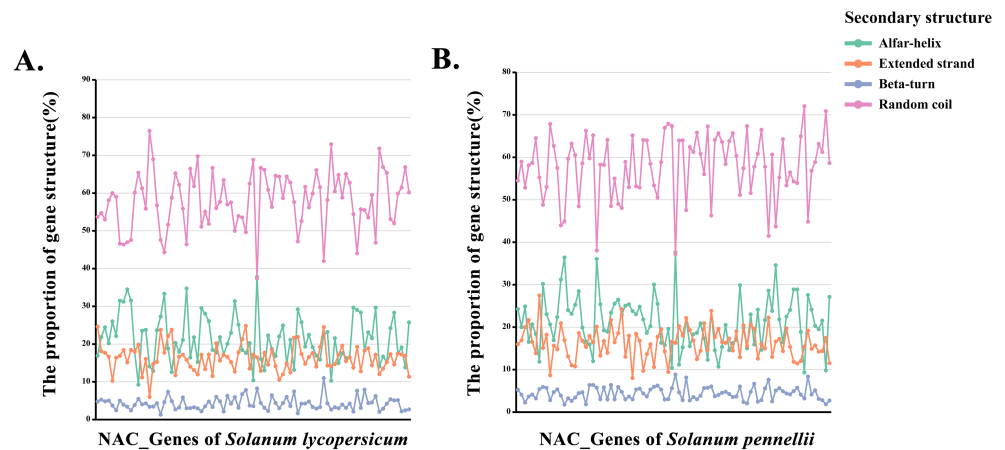 Secondary structure
Alfar-helix
Extended strand
Beta-turn
Random coil
A.
The proportion of gene structure(%)
90
80
70
60
50
40
30
20
10
0
NAC_Genes of Solanum lycopersicum
B.
The proportion of gene structure(%)
80
70
60
50
40
30
20
10
0
NAC_Genes of Solanum pennellii